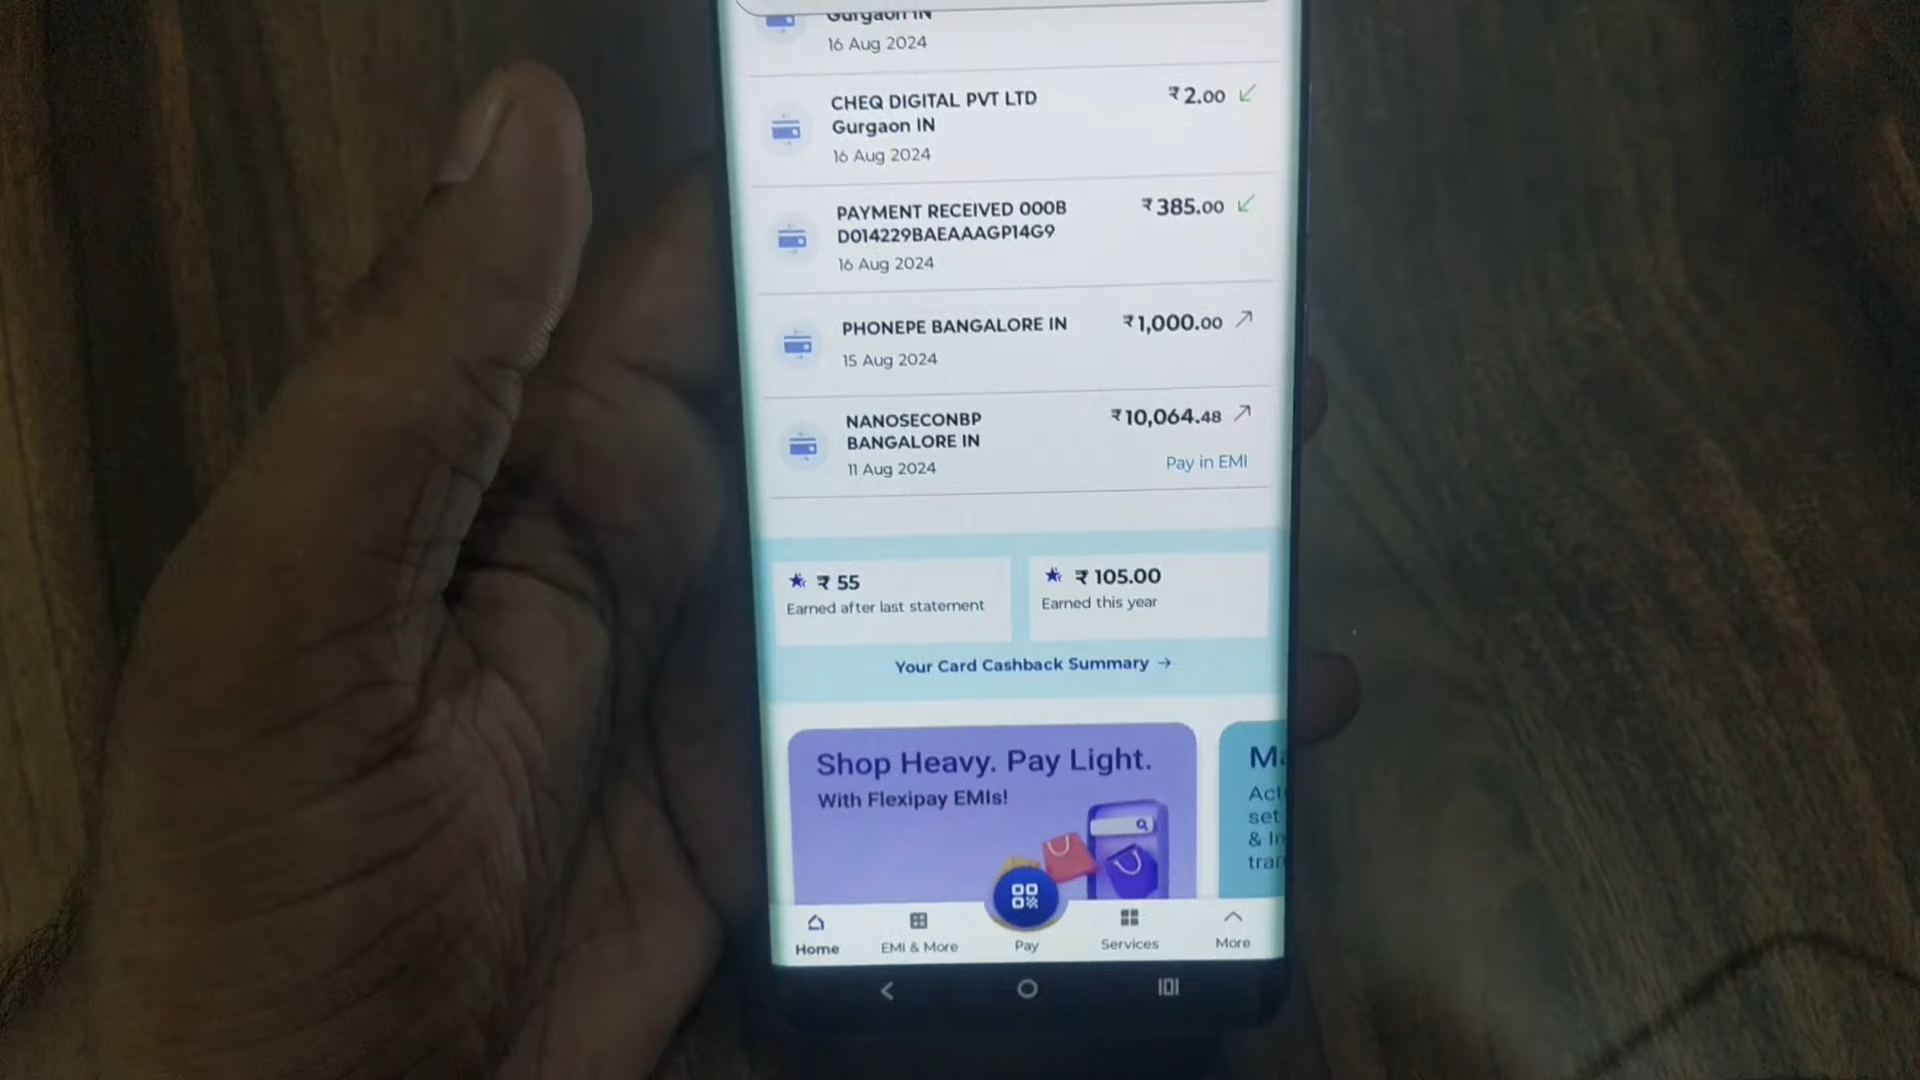 Gurgaon IN
16 Aug 2024
CHEQ DIGITAL PVT LTD
Gurgaon IN
₹2.00
16 Aug 2024
PAYMENT RECEIVED 000B
D014229BAEAAAGP14G9
₹385.00
16 Aug 2024
PHONEPE BANGALORE IN
₹1,000.00
15 Aug 2024
NANOSECONBP
BANGALORE IN
₹10,064.48
11 Aug 2024
Pay in EMI
₹ 55
Earned after last statement
₹ 105.00
Earned this year
Your Card Cashback Summary →
Shop Heavy. Pay Light.
With Flexipay EMIs!
set
& In
Home
EMI & More
Pay
Services
More